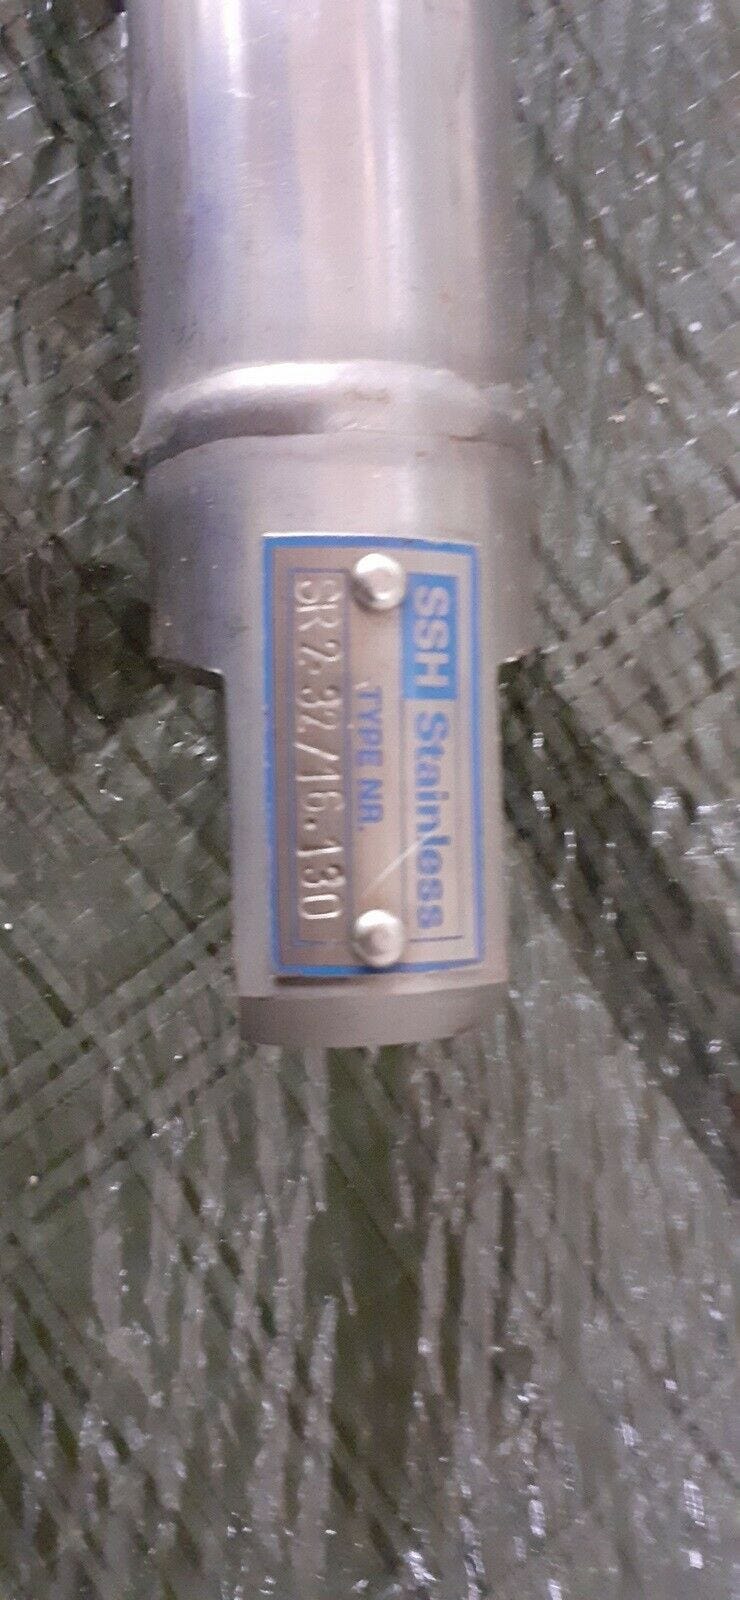 SSH Stainless
TYPE NR.
SR2-32/16.130